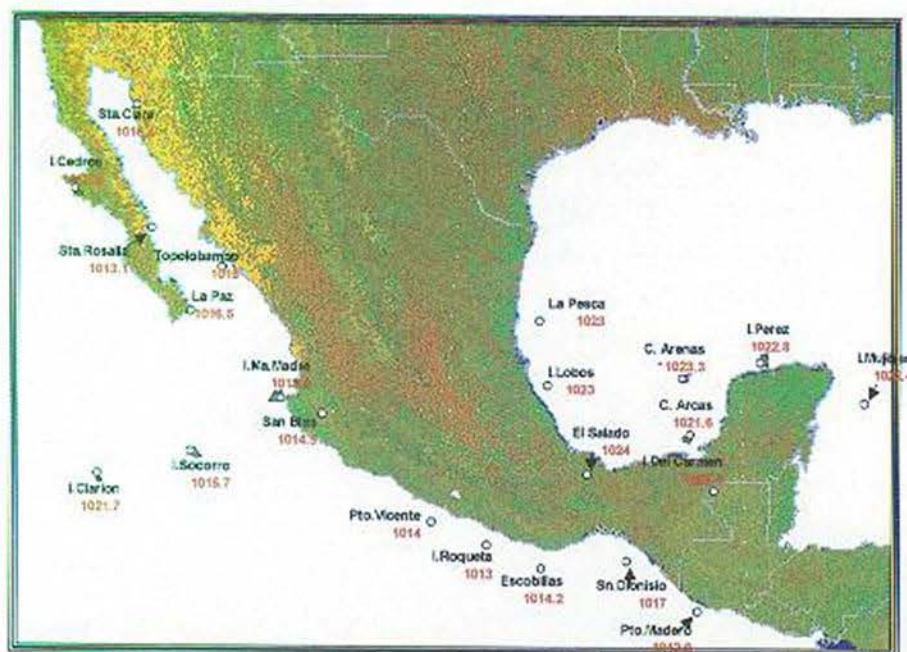 Sta.Clara
I.Cedros
Sta.Rosalia
1013.1
Topolobampo
La Paz
1016.5
I.Ma.Madre
San Blas
1014.5
I.Socorro
1015.7
I.Clarion
1021.7
La Pesca
1023
I.Lobos
1023
C. Arenas
1023.3
I.Perez
1022.8
C. Arcas
1021.6
El Salado
1024
I.Del Carmen
Pto.Vicente
1014
I.Roqueta
1013
Escobillas
1014.2
Sn.Dionisio
1017
Pto.Madero